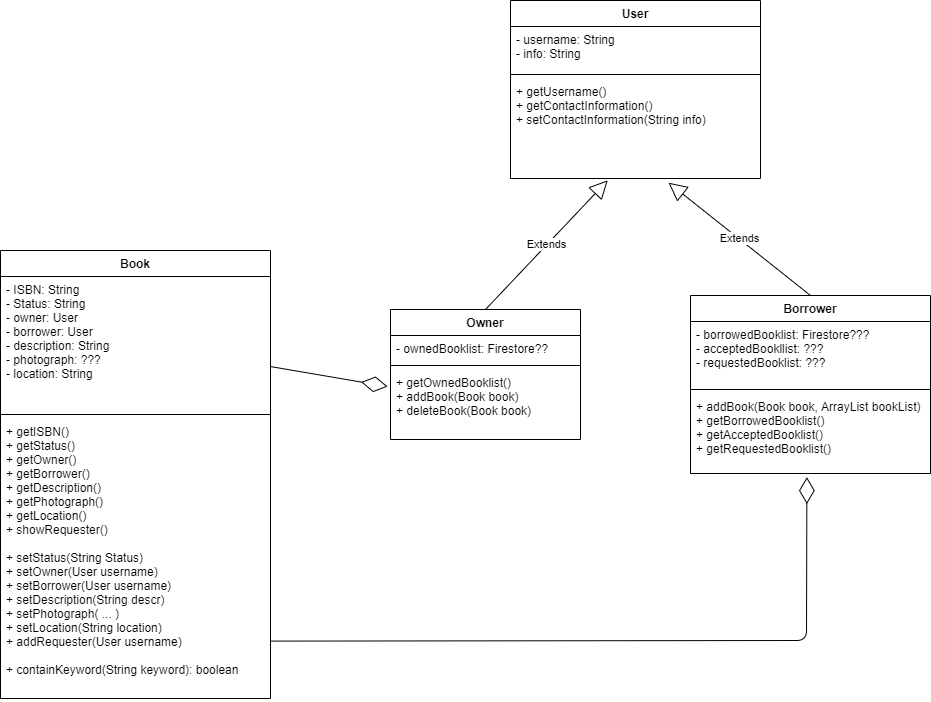 User
- username: String
- info: String
+ getUsername()
+ getContactInformation()
+ setContactInformation(String info)
Extends
Extends
Book
- ISBN: String
- Status: String
- owner: User
- borrower: User
- description: String
- photograph: ???
- location: String
+ getISBN()
+ getStatus()
+ getOwner()
+ getBorrower()
+ getDescription()
+ getPhotograph()
+ getLocation()
+ showRequester()
+ setStatus(String Status)
+ setOwner(User username)
+ setBorrower(User username)
+ setDescription(String descr)
+ setPhotograph( ... )
+ setLocation(String location)
+ addRequester(User username)
+ containKeyword(String keyword): boolean
Owner
- ownedBooklist: Firestore??
+ getOwnedBooklist()
+ addBook(Book book)
+ deleteBook(Book book)
Borrower
- borrowedBooklist: Firestore???
- acceptedBookllist: ???
- requestedBooklist: ???
+ addBook(Book book, ArrayList bookList)
+ getBorrowedBooklist()
+ getAcceptedBooklist()
+ getRequestedBooklist()